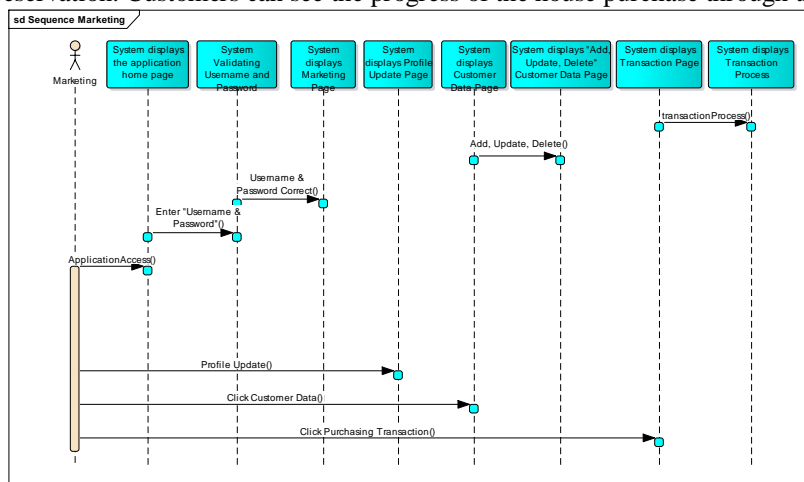 eservation. Customers can see the progress of the house purchase through
sd Sequence Marketing
Marketing
System displays
the application
home page
System
Validating
Username and
Password
System
displays
Marketing
Page
System
displays Profile
Update Page
System
displays
Customer
Data Page
System displays "Add,
Update, Delete"
Customer Data Page
System displays
Transaction Page
System displays
Transaction
Process
transactionProcess()
Add, Update, Delete()
Username &
Password Correct()
Enter "Username &
Password"()
ApplicationAccess()
Profile Update()
Click Customer Data()
Click Purchasing Transaction()